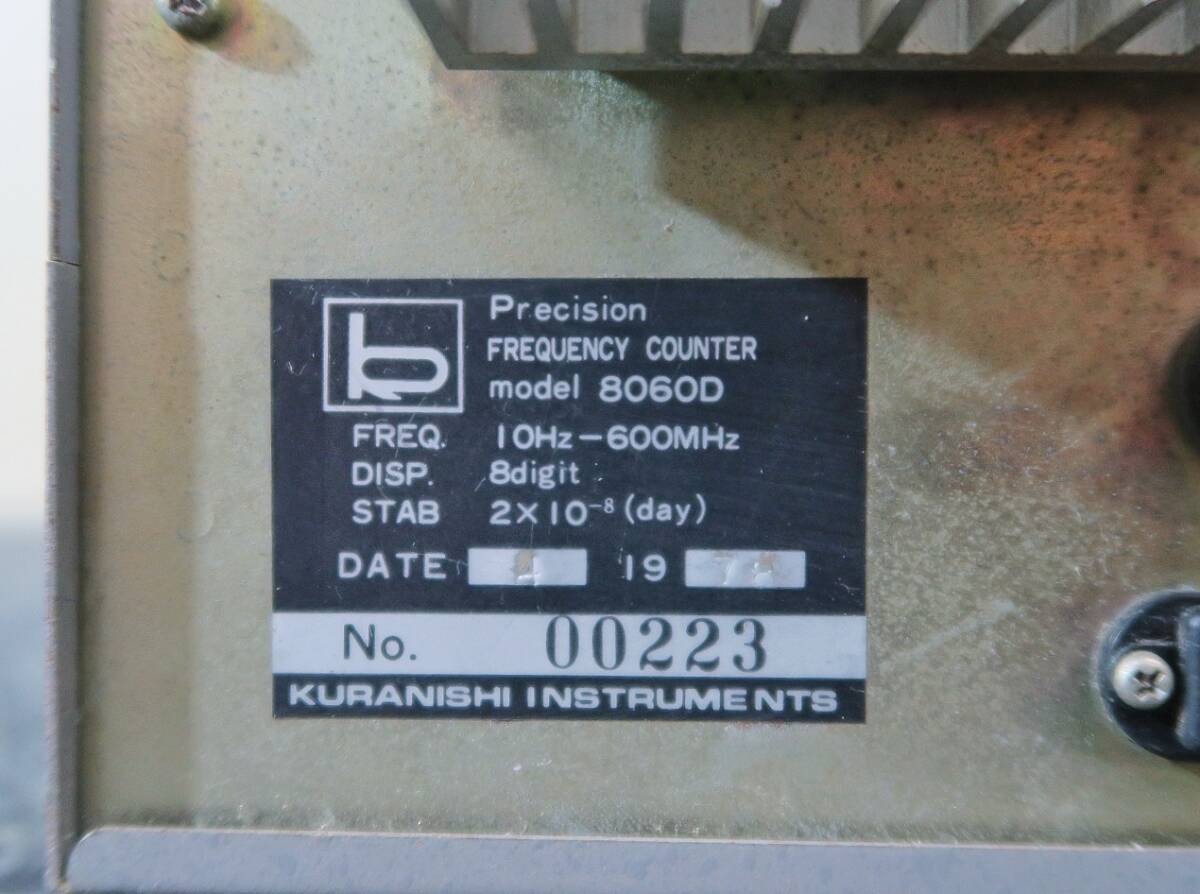 Precision
FREQUENCY COUNTER
model 8060D
FREQ. 10Hz-600MHz
DISP. 8digit
STAB 2×10⁻⁸ (day)
DATE 19
No. 00223
KURANISHI INSTRUMENTS